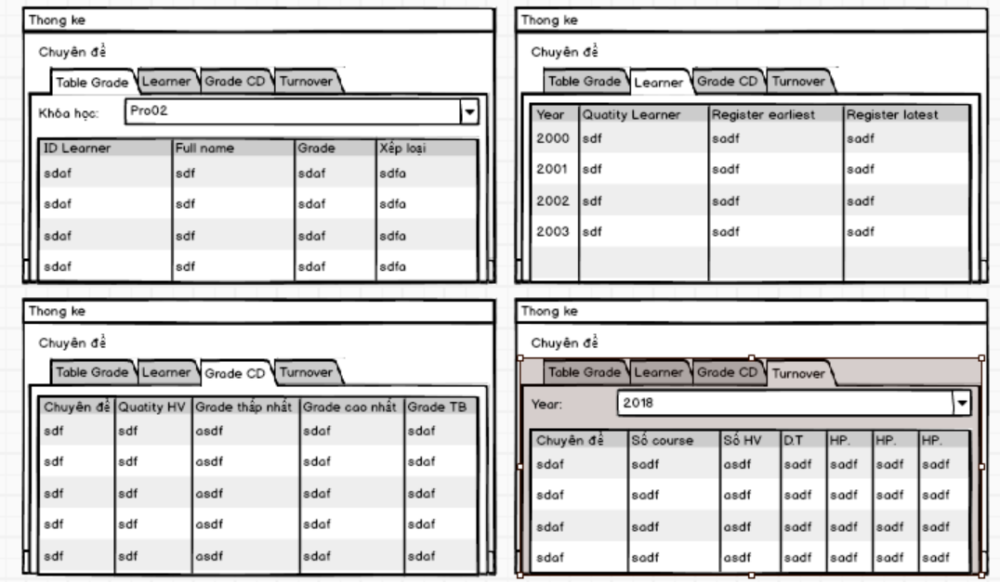 Thong ke
Chuyên đề
Table Grade Learner Grade CD Turnover
Khóa học: Pro02
ID Learner Full name Grade Xếp loại
sdaf sdf sdaf sdfa
sdaf sdf sdaf sdfa
sdaf sdf sdaf sdfa
sdaf sdf sdaf sdfa
Thong ke
Chuyên đề
Table Grade Learner Grade CD Turnover
Year Quatity Learner Register earliest Register latest
2000 sdf sadf sadf
2001 sdf sadf sadf
2002 sdf sadf sadf
2003 sdf sadf sadf
Thong ke
Chuyên đề
Table Grade Learner Grade CD Turnover
Chuyên đề Quatity HV Grade thấp nhất Grade cao nhất Grade TB
sdf sdf asdf sdaf sdaf
sdf sdf asdf sdaf sdaf
sdf sdf asdf sdaf sdaf
sdf sdf asdf sdaf sdaf
sdf sdf asdf sdaf sdaf
Thong ke
Chuyên đề
Table Grade Learner Grade CD Turnover
Year: 2018
Chuyên đề Số course Số HV D.T HP. HP. HP.
sdaf sadf asdf sadf sadf sadf sadf
sdaf sadf asdf sadf sadf sadf sadf
sdaf sadf asdf sadf sadf sadf sadf
sdaf sadf asdf sadf sadf sadf sadf